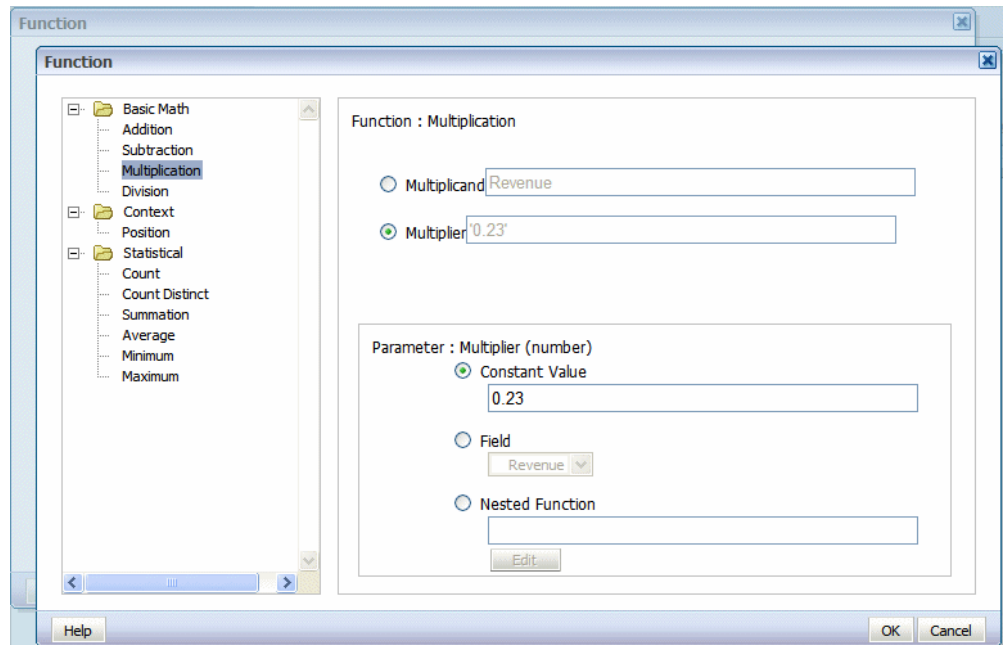 Function
Function
Basic Math
Addition
Subtraction
Multiplication
Division
Context
Position
Statistical
Count
Count Distinct
Summation
Average
Minimum
Maximum
Function : Multiplication
Multiplicand Revenue
Multiplier '0.23'
Parameter : Multiplier (number)
Constant Value
0.23
Field
Revenue
Nested Function
Edit
Help
OK
Cancel